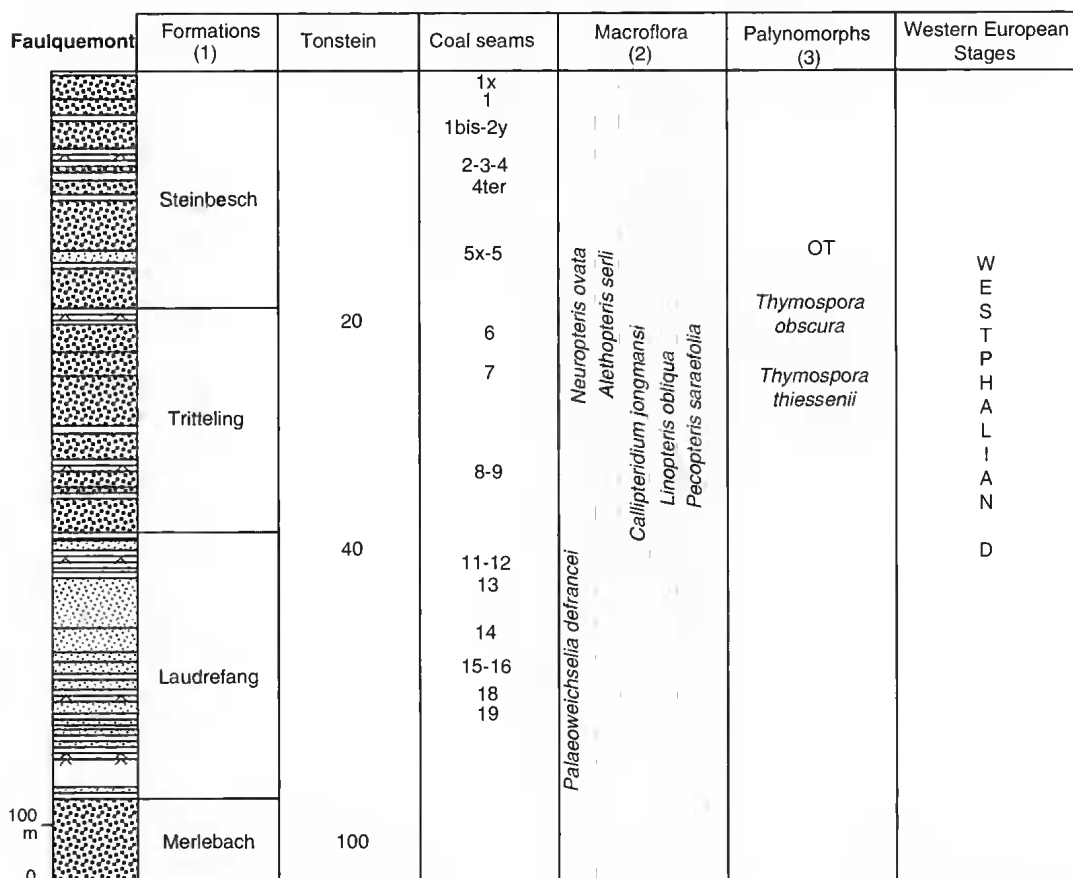 Faulquemont
Formations
(1)
Tonstein
Coal seams
Macroflora
(2)
Palynomorphs
(3)
Western European
Stages
Steinbesch
Tritteling
Laudrefang
Merlebach
20
40
100
1x
1
1bis-2y
2-3-4
4ter
5x-5
6
7
8-9
11-12
13
14
15-16
18
19
Palaeoweichselia defrancei
Neuropteris ovata
Alethopteris serli
Callipteridium jongmansi
Linopteris obliqua
Pecopteris saraefolia
OT
Thymospora
obscura
Thymospora
thiessenii
WESTPHALIAN D
100
m
0